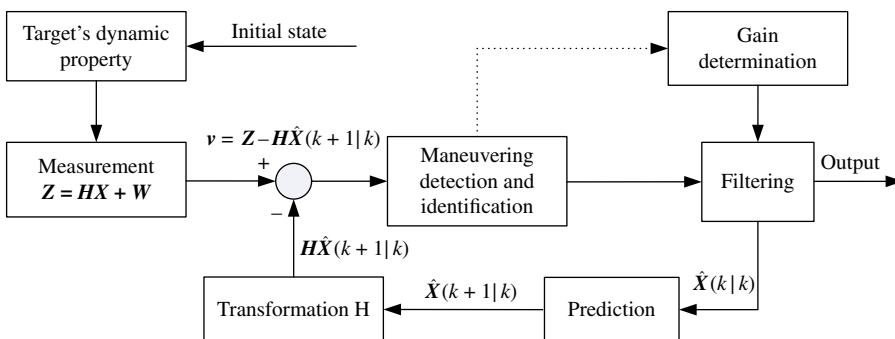 Target's dynamic
property
Initial state
Gain
determination
v = Z−HX̂(k + 1|k)
Measurement
Z = HX + W
+
−
Maneuvering
detection and
identification
Filtering
Output
HX̂(k + 1|k)
X̂(k|k)
X̂(k + 1|k)
Transformation H
Prediction